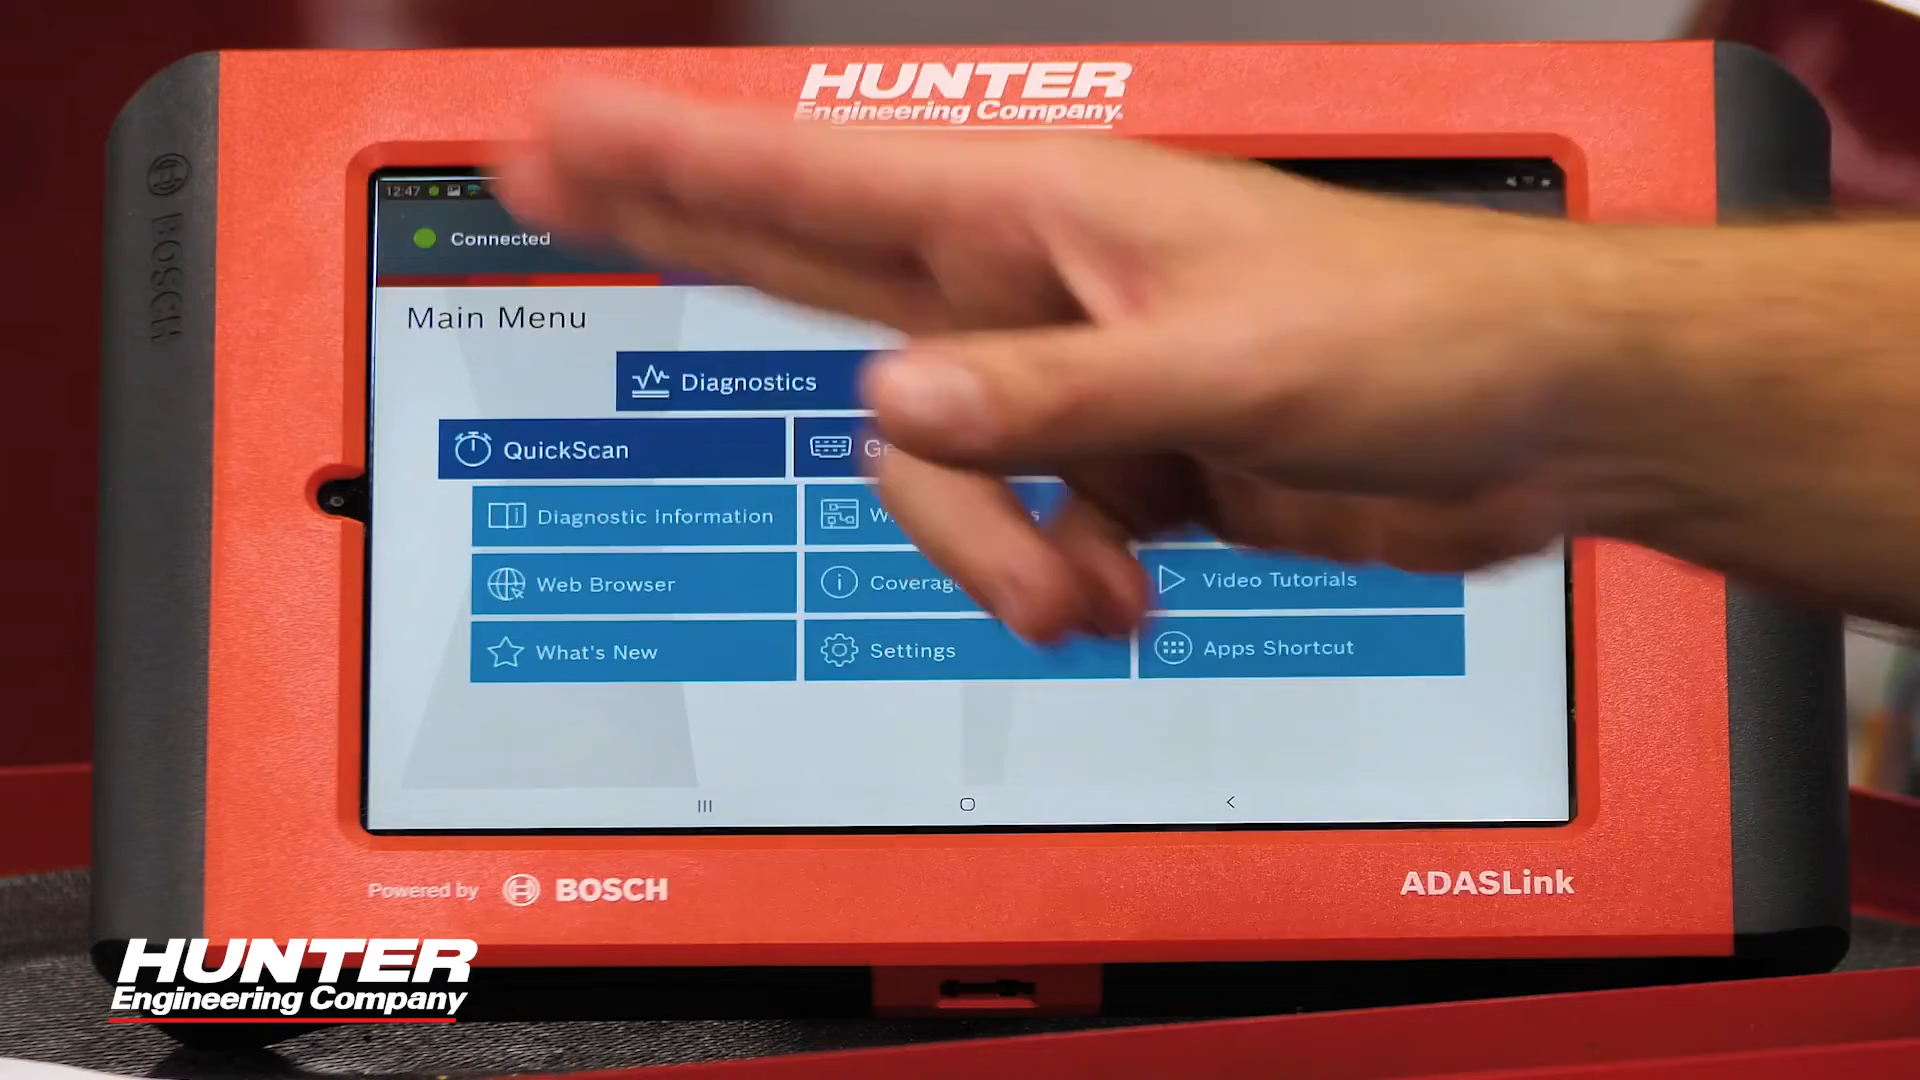 HUNTER
Engineering Company.
BOSCH
12:47
Connected
Main Menu
Diagnostics
QuickScan
Diagnostic Information
Web Browser
Coverage
Video Tutorials
What's New
Settings
Apps Shortcut
Powered by BOSCH
ADASLink
HUNTER
Engineering Company